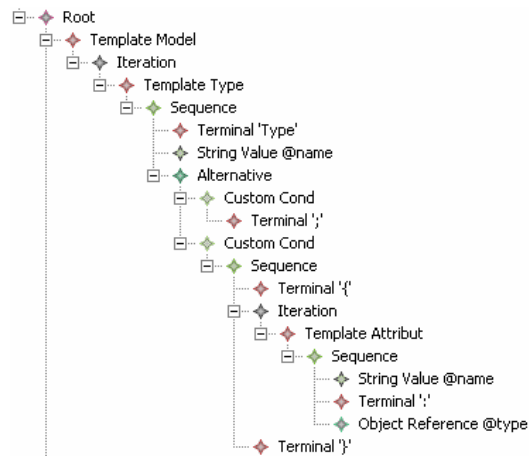 Root
Template Model
Iteration
Template Type
Sequence
Terminal 'Type'
String Value @name
Alternative
Custom Cond
Terminal ';'
Custom Cond
Sequence
Terminal '{'
Iteration
Template Attribut
Sequence
String Value @name
Terminal ':'
Object Reference @type
Terminal '}'